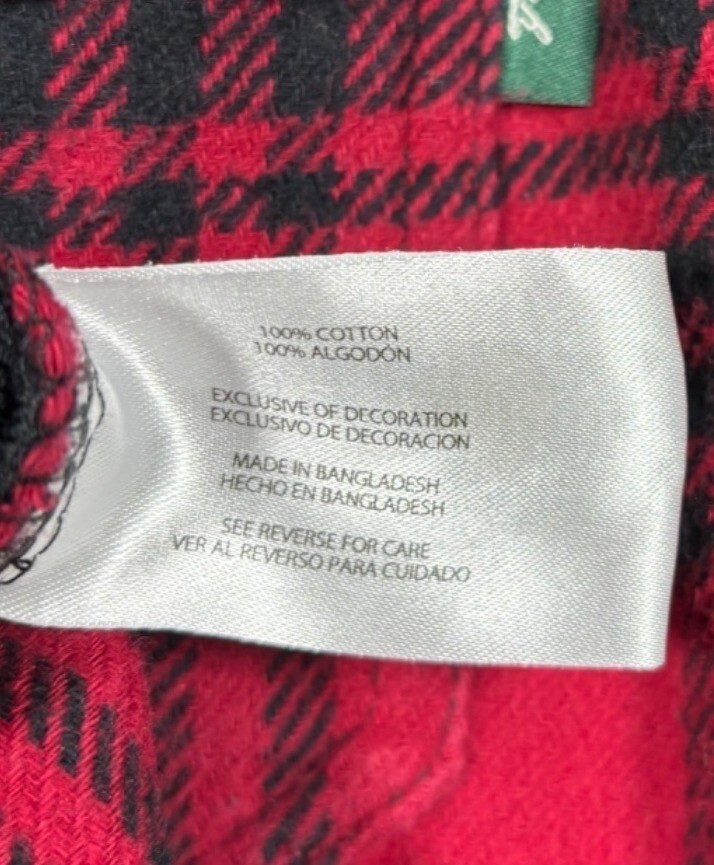 100% COTTON
100% ALGODÓN
EXCLUSIVE OF DECORATION
EXCLUSIVO DE DECORACION
MADE IN BANGLADESH
HECHO EN BANGLADESH
SEE REVERSE FOR CARE
VER AL REVERSO PARA CUIDADO